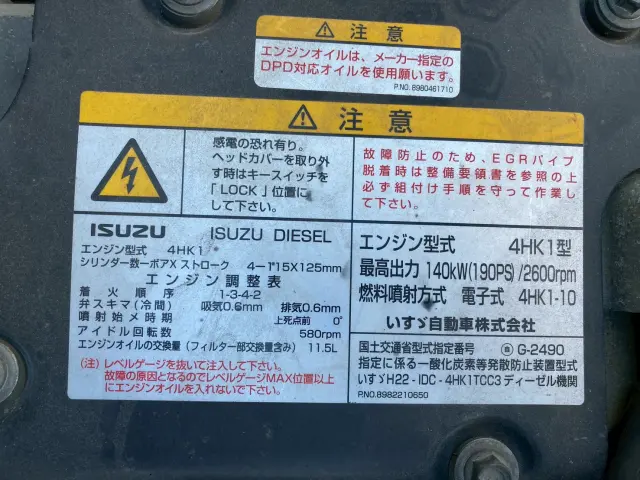 注意
エンジンオイルは、メーカー指定の
DPD対応オイルを使用願います。
P.NO. 8980461710
注意
感電の恐れ有り。
ヘッドカバーを取り外
す時はキースイッチを
「LOCK」位置に
して下さい。
故障防止のため、EGRパイプ
脱着時は整備要領書を参照の上
必ず組付け手順を守って作業し
て下さい。
ISUZU ISUZU DIESEL
エンジン型式 4HK1
シリンダー数−ボア X ストローク 4−115X125mm
エンジン調整表
着火順序 1-3-4-2
弁スキマ(冷間) 吸気0.6mm 排気0.6mm
噴射始メ時期 上死点前 0°
アイドル回転数 580rpm
エンジンオイルの交換量(フィルター部交換量含み) 11.5L
(注)レベルゲージを抜いて注入して下さい。
故障の原因となるのでレベルゲージMAX位置以上
にエンジンオイルを入れないで下さい。
エンジン型式 4HK1型
最高出力 140kW(190PS)/2600rpm
燃料噴射方式 電子式 4HK1-10
いすゞ自動車株式会社
国土交通省型式指定番号 G-2490
指定に係る一酸化炭素等発散防止装置型式
いすゞH22-IDC-4HK1TCC3ディーゼル機関
P.NO. 8982210650